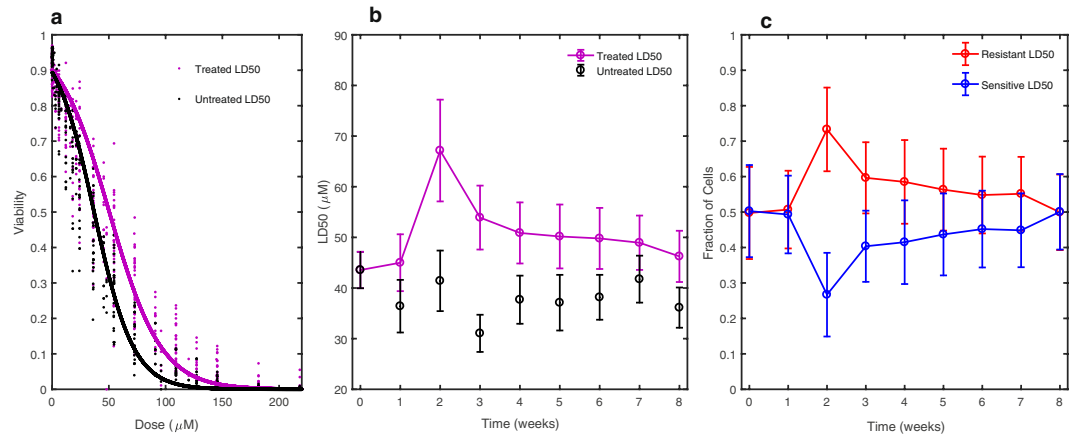 a
1
0.9
0.8
0.7
0.6
0.5
0.4
0.3
0.2
0.1
0
Viability
Treated LD50
Untreated LD50
0 50 100 150 200
Dose (μM)
b
90
80
70
60
50
40
30
20
LD50 (μM)
Treated LD50
Untreated LD50
0 1 2 3 4 5 6 7 8
Time (weeks)
c
1
0.9
0.8
0.7
0.6
0.5
0.4
0.3
0.2
0.1
0
Fraction of Cells
Resistant LD50
Sensitive LD50
0 1 2 3 4 5 6 7 8
Time (weeks)